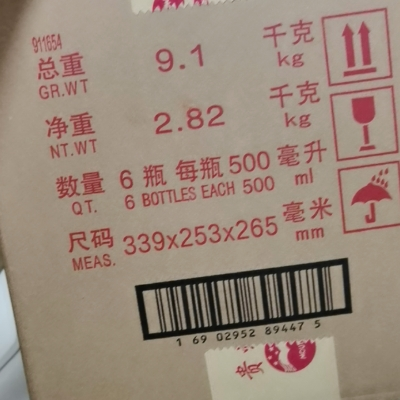 911654
总重 9.1 千克
GR.WT kg
净重 2.82 千克
NT.WT kg
数量 6 瓶 每瓶 500 毫升
QT. 6 BOTTLES EACH 500 ml
尺码 339x253x265 毫米
MEAS. mm
1 69 02952 89447 5
贵